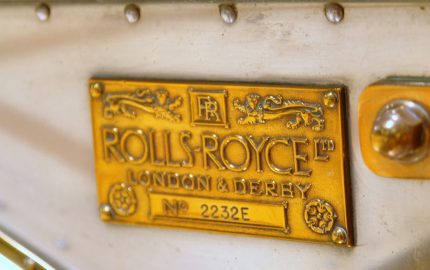 RR
ROLLS-ROYCE LTD
LONDON & DERBY
No 2232E